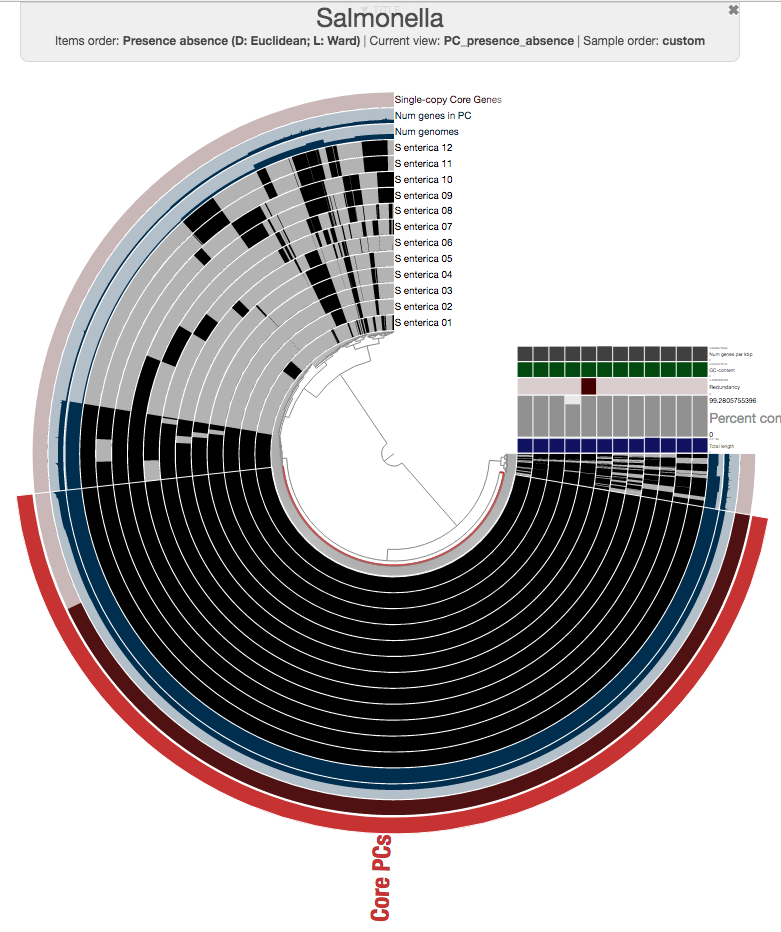 Salmonella
Items order: Presence absence (D: Euclidean; L: Ward) | Current view: PC_presence_absence | Sample order: custom
Single-copy Core Genes
Num genes in PC
Num genomes
S enterica 12
S enterica 11
S enterica 10
S enterica 09
S enterica 08
S enterica 07
S enterica 06
S enterica 05
S enterica 04
S enterica 03
S enterica 02
S enterica 01
Num genes per kbp
GC-content
Redundancy
99.2805755396
Percent con
0
Total length
Core PCs